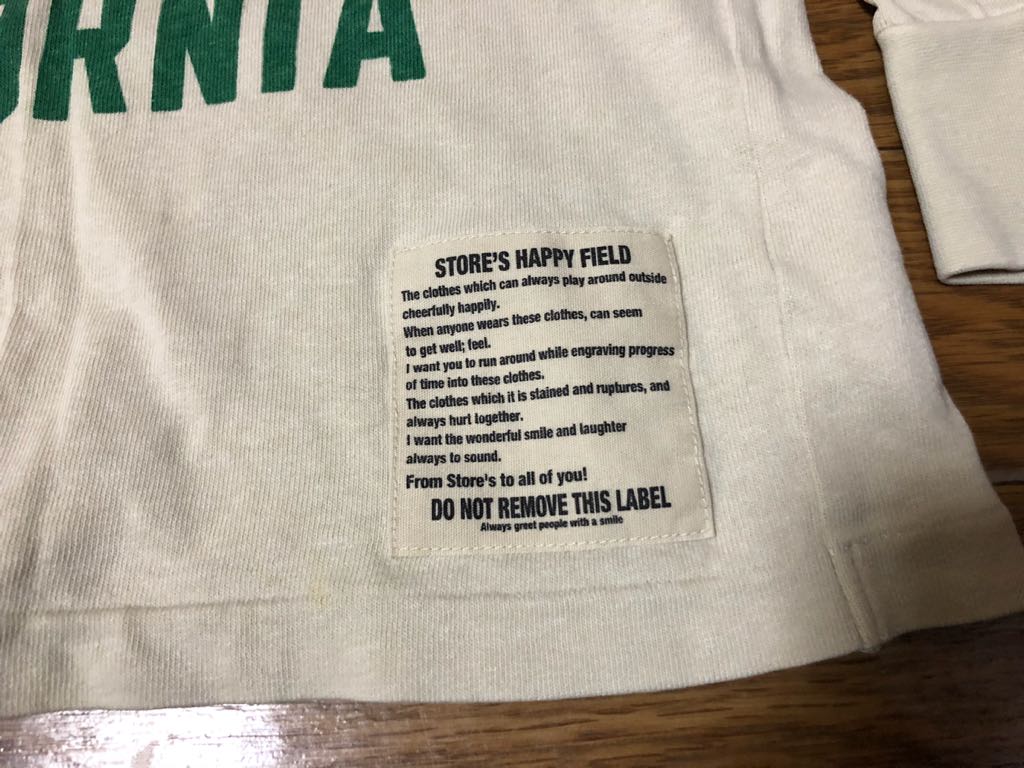 ORNIA
STORE'S HAPPY FIELD
The clothes which can always play around outside
cheerfully happily.
When anyone wears these clothes, can seem
to get well; feel.
I want you to run around while engraving progress
of time into these clothes.
The clothes which it is stained and ruptures, and
always hurt together.
I want the wonderful smile and laughter
always to sound.
From Store's to all of you!
DO NOT REMOVE THIS LABEL
Always greet people with a smile